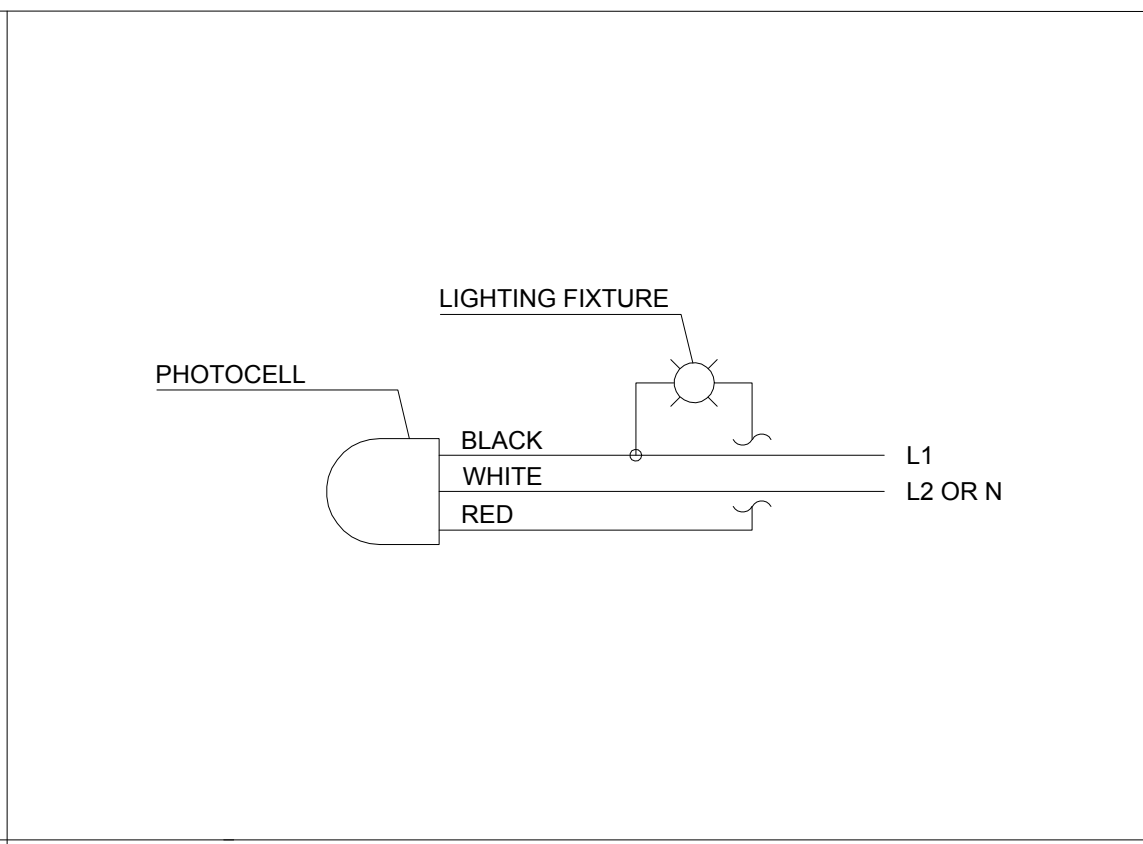 LIGHTING FIXTURE
PHOTOCELL
BLACK
L1
WHITE
L2 OR N
RED